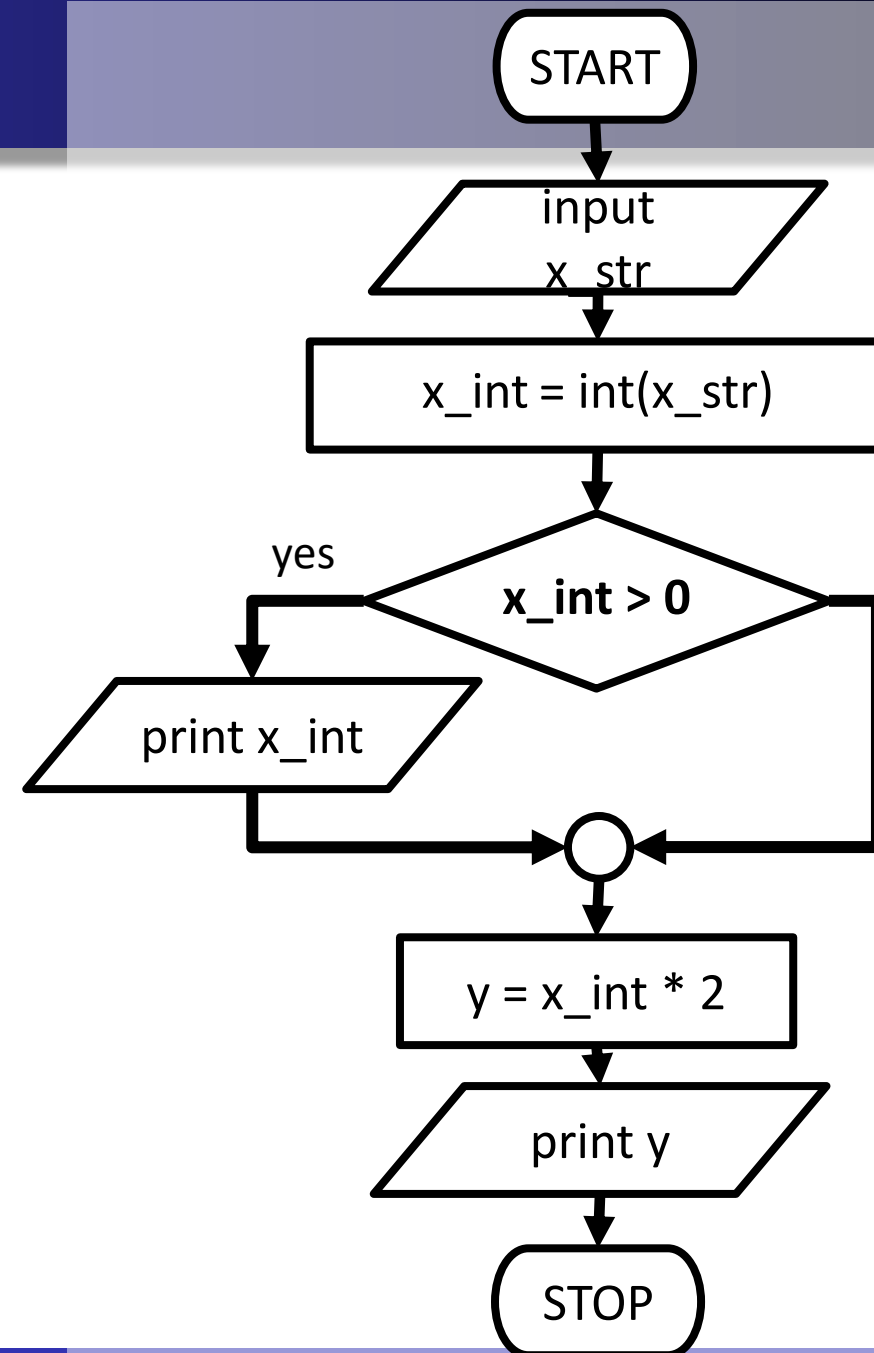 START
input
x_str
x_int = int(x_str)
yes
x_int > 0
print x_int
y = x_int * 2
print y
STOP